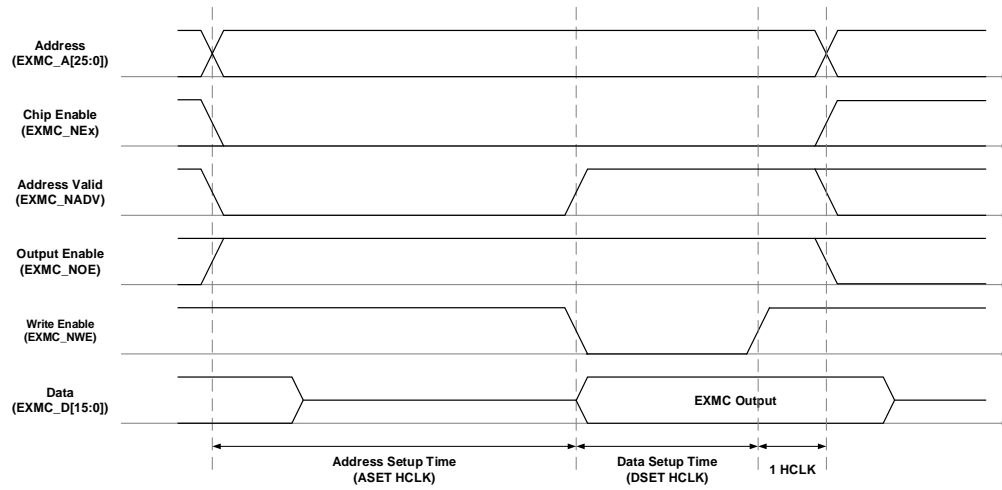 Address
(EXMC_A[25:0])
Chip Enable
(EXMC_NEx)
Address Valid
(EXMC_NADV)
Output Enable
(EXMC_NOE)
Write Enable
(EXMC_NWE)
Data
(EXMC_D[15:0])
EXMC Output
Address Setup Time
(ASET HCLK)
Data Setup Time
(DSET HCLK)
1 HCLK